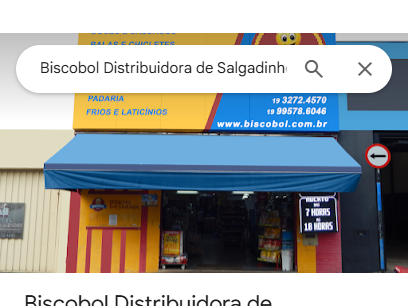 BALAS E CHICLETES
Biscobol Distribuidora de Salgadinh
PADARIA
FRIOS E LATICÍNIOS
19 3272.4570
19 99578.6046
www.biscobol.com.br
ABERTO
DAS
7 HORAS
ÀS
18 HORAS
Biscobol Distribuidora de